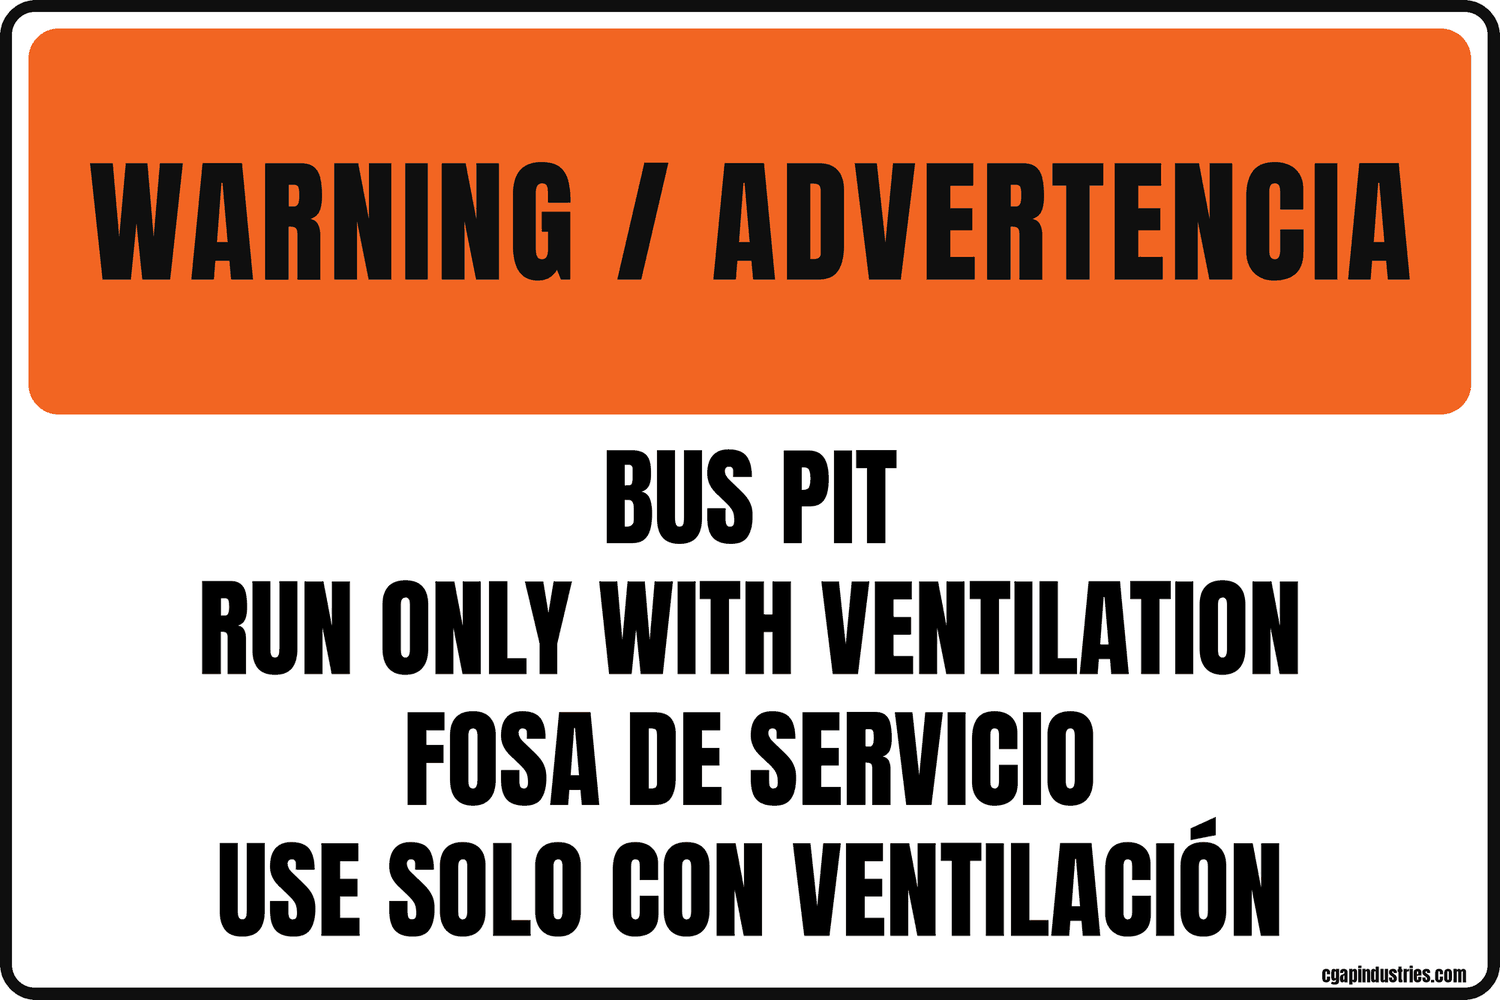 WARNING / ADVERTENCIA
BUS PIT
RUN ONLY WITH VENTILATION
FOSA DE SERVICIO
USE SOLO CON VENTILACIÓN
cgapindustries.com